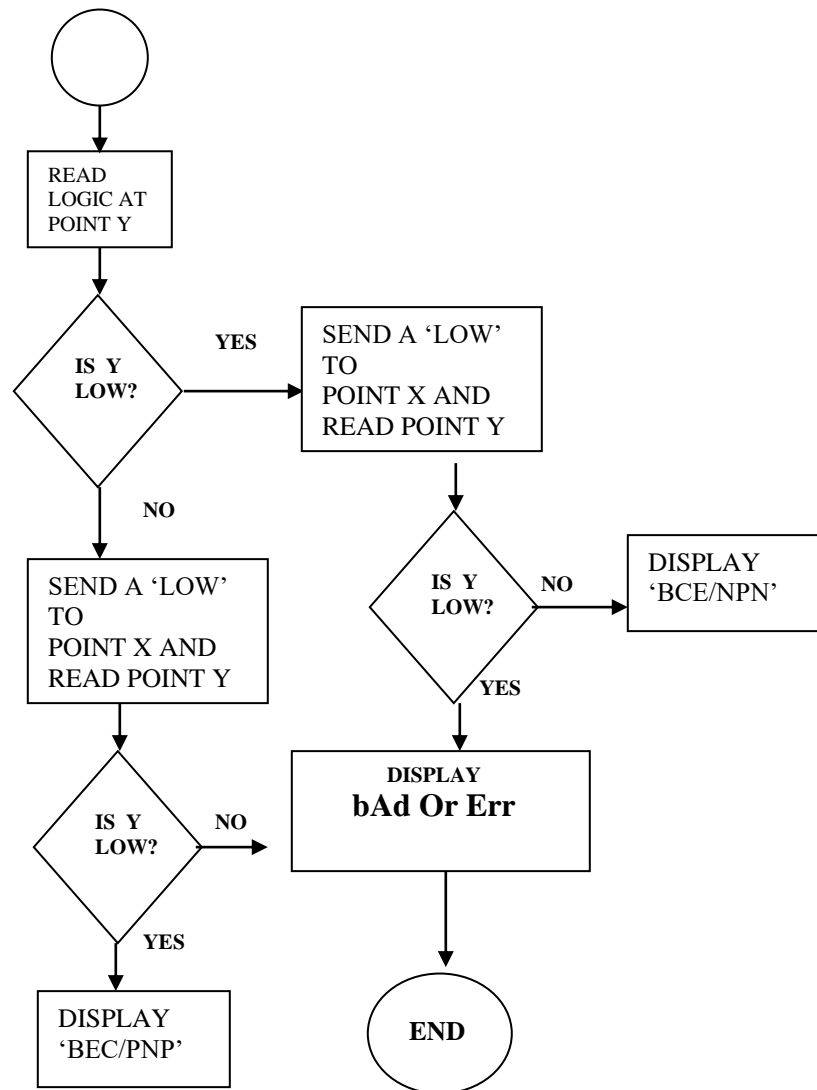 READ
LOGIC AT
POINT Y
IS Y
LOW?
YES
SEND A ‘LOW’
TO
POINT X AND
READ POINT Y
NO
SEND A ‘LOW’
TO
POINT X AND
READ POINT Y
IS Y
LOW?
NO
DISPLAY
‘BCE/NPN’
YES
DISPLAY
bAd Or Err
IS Y
LOW?
NO
YES
DISPLAY
‘BEC/PNP’
END